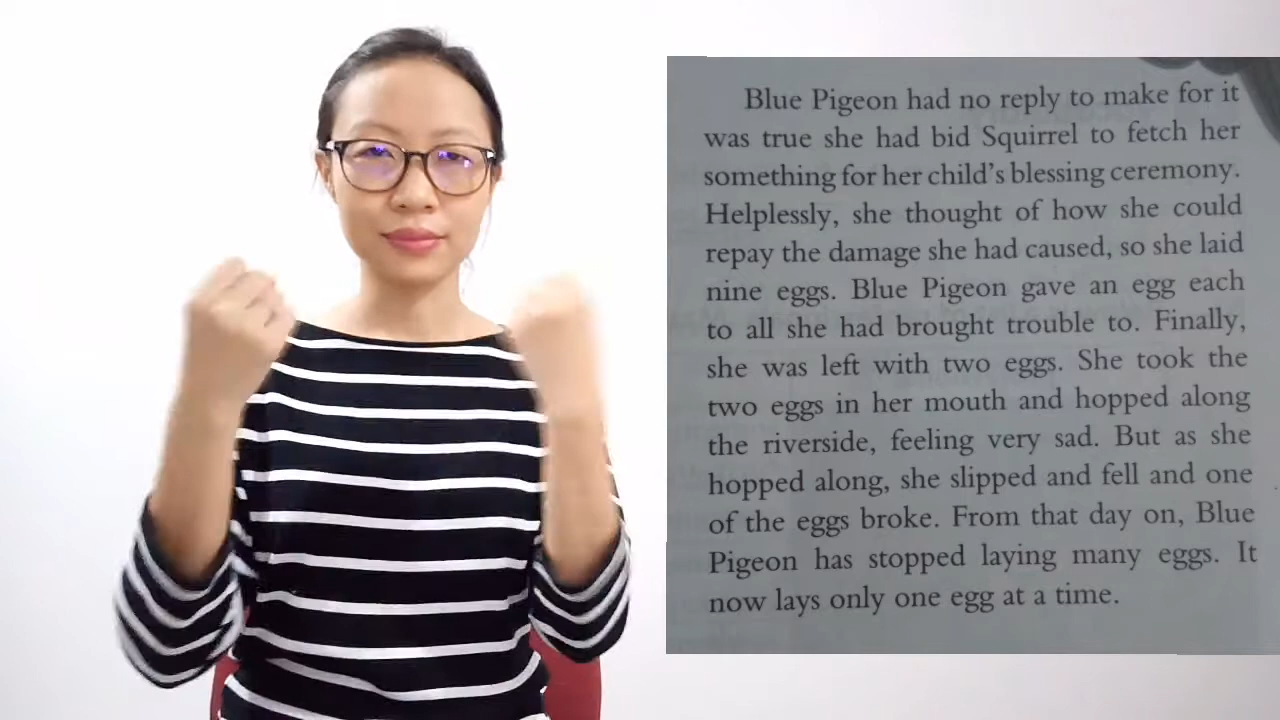 Blue Pigeon had no reply to make for it
was true she had bid Squirrel to fetch her
something for her child's blessing ceremony.
Helplessly, she thought of how she could
repay the damage she had caused, so she laid
nine eggs. Blue Pigeon gave an egg each
to all she had brought trouble to. Finally,
she was left with two eggs. She took the
two eggs in her mouth and hopped along
the riverside, feeling very sad. But as she
hopped along, she slipped and fell and one
of the eggs broke. From that day on, Blue
Pigeon has stopped laying many eggs. It
now lays only one egg at a time.